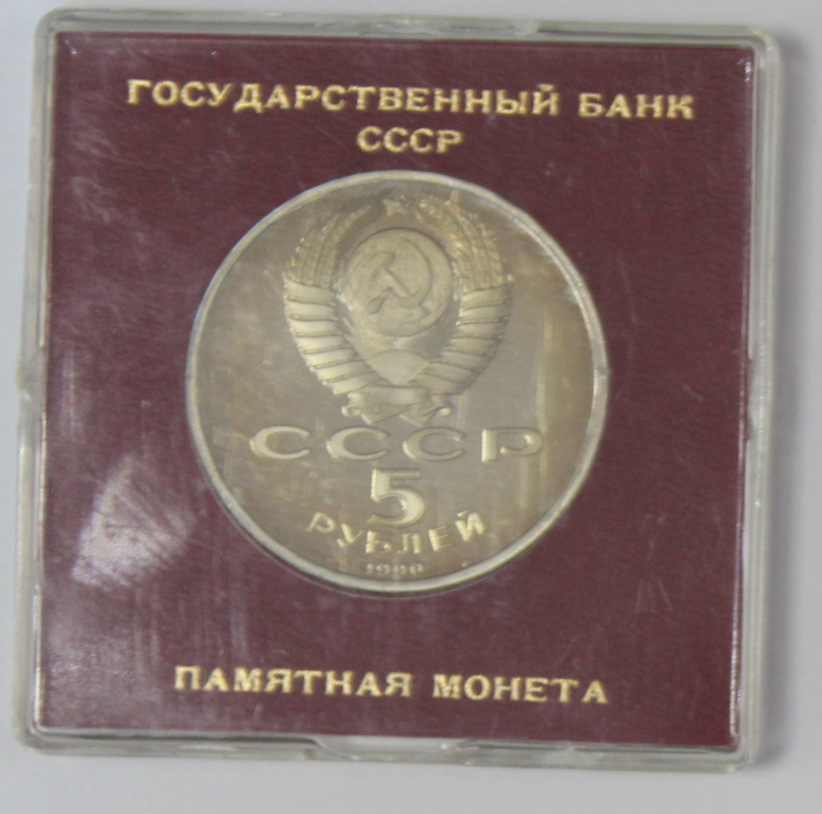 ГОСУДАРСТВЕННЫЙ БАНК
СССР
СССР
5
РУБЛЕЙ
ПАМЯТНАЯ МОНЕТА